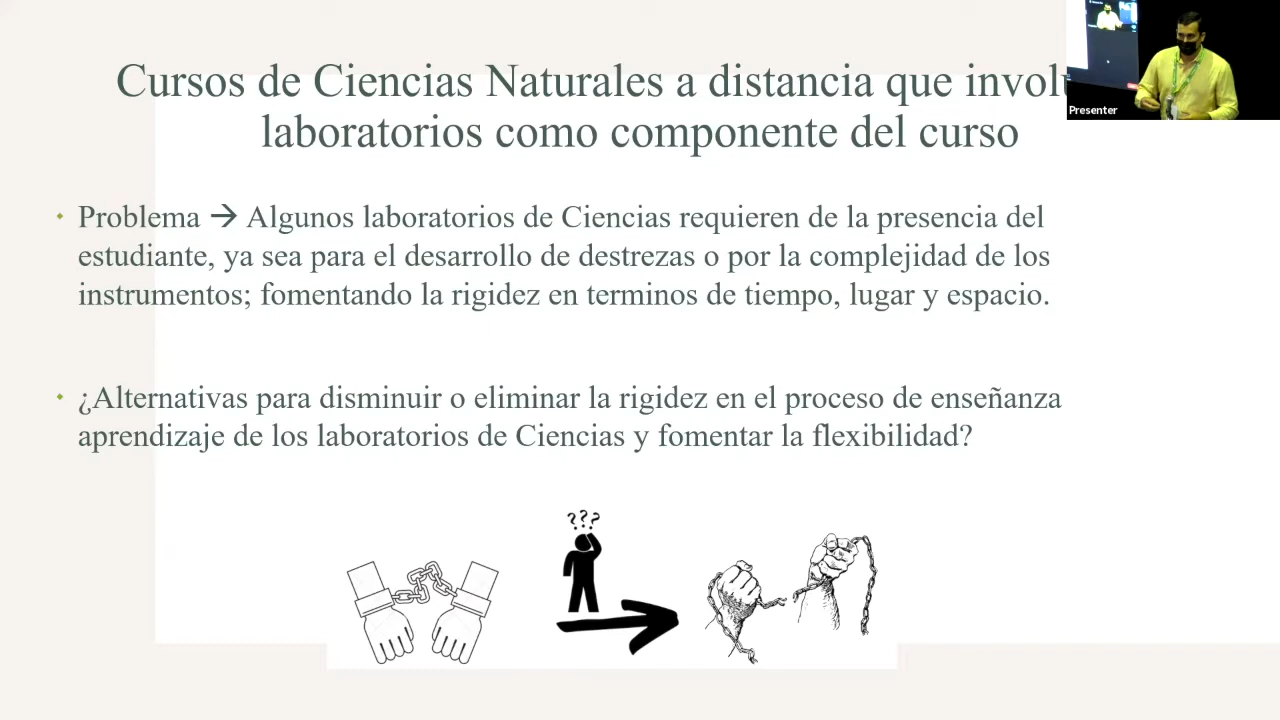 Cursos de Ciencias Naturales a distancia que
laboratorios como componente del curso
Presenter
Problema → Algunos laboratorios de Ciencias requieren de la presencia del
estudiante, ya sea para el desarrollo de destrezas o por la complejidad de los
instrumentos; fomentando la rigidez en terminos de tiempo, lugar y espacio.
¿Alternativas para disminuir o eliminar la rigidez en el proceso de enseñanza
aprendizaje de los laboratorios de Ciencias y fomentar la flexibilidad?
???